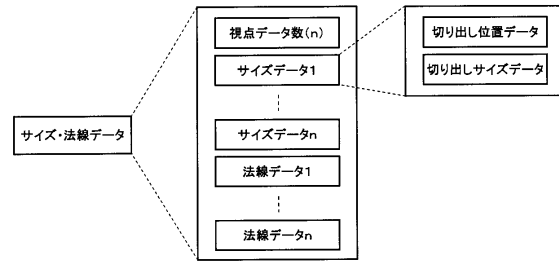 視点データ数(n)
サイズデータ1
サイズデータn
法線データ1
法線データn
サイズ・法線データ
切り出し位置データ
切り出しサイズデータ